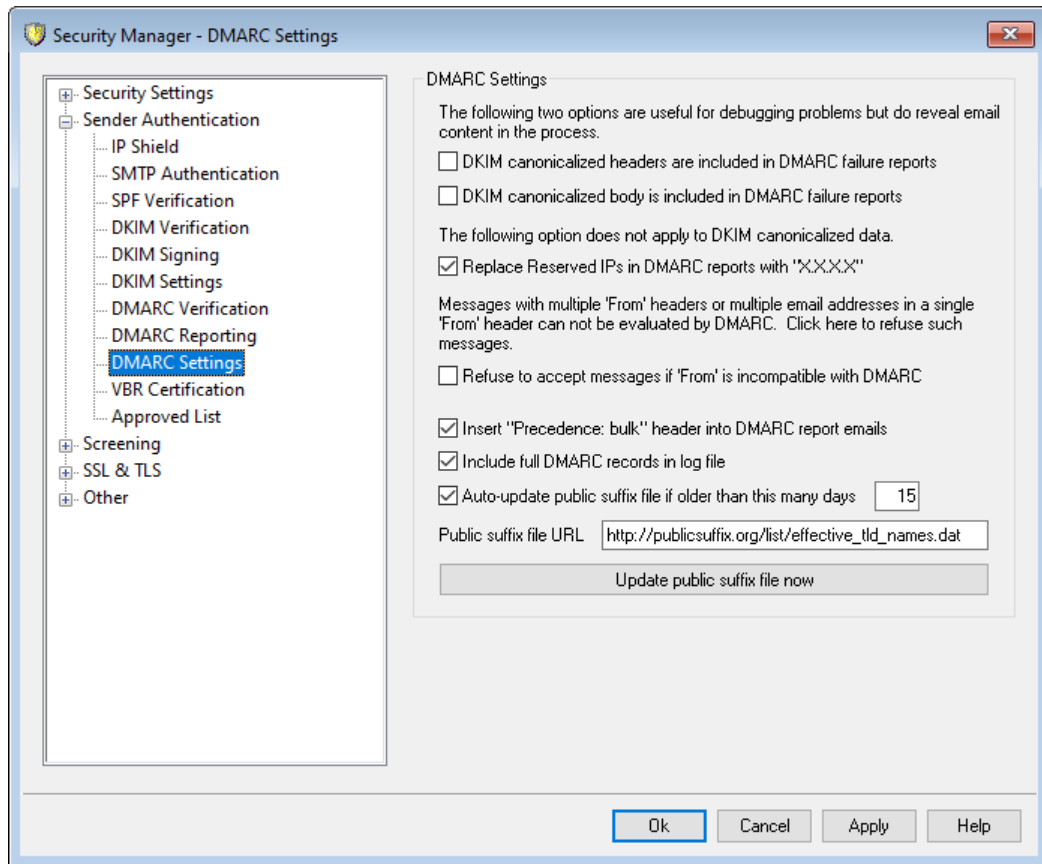 Security Manager - DMARC Settings
Security Settings
Sender Authentication
IP Shield
SMTP Authentication
SPF Verification
DKIM Verification
DKIM Signing
DKIM Settings
DMARC Verification
DMARC Reporting
DMARC Settings
VBR Certification
Approved List
Screening
SSL & TLS
Other
DMARC Settings
The following two options are useful for debugging problems but do reveal email
content in the process.
DKIM canonicalized headers are included in DMARC failure reports
DKIM canonicalized body is included in DMARC failure reports
The following option does not apply to DKIM canonicalized data.
Replace Reserved IPs in DMARC reports with "X.X.X.X"
Messages with multiple 'From' headers or multiple email addresses in a single
'From' header can not be evaluated by DMARC.  Click here to refuse such
messages.
Refuse to accept messages if 'From' is incompatible with DMARC
Insert "Precedence: bulk" header into DMARC report emails
Include full DMARC records in log file
Auto-update public suffix file if older than this many days 15
Public suffix file URL http://publicsuffix.org/list/effective_tld_names.dat
Update public suffix file now
Ok Cancel Apply Help